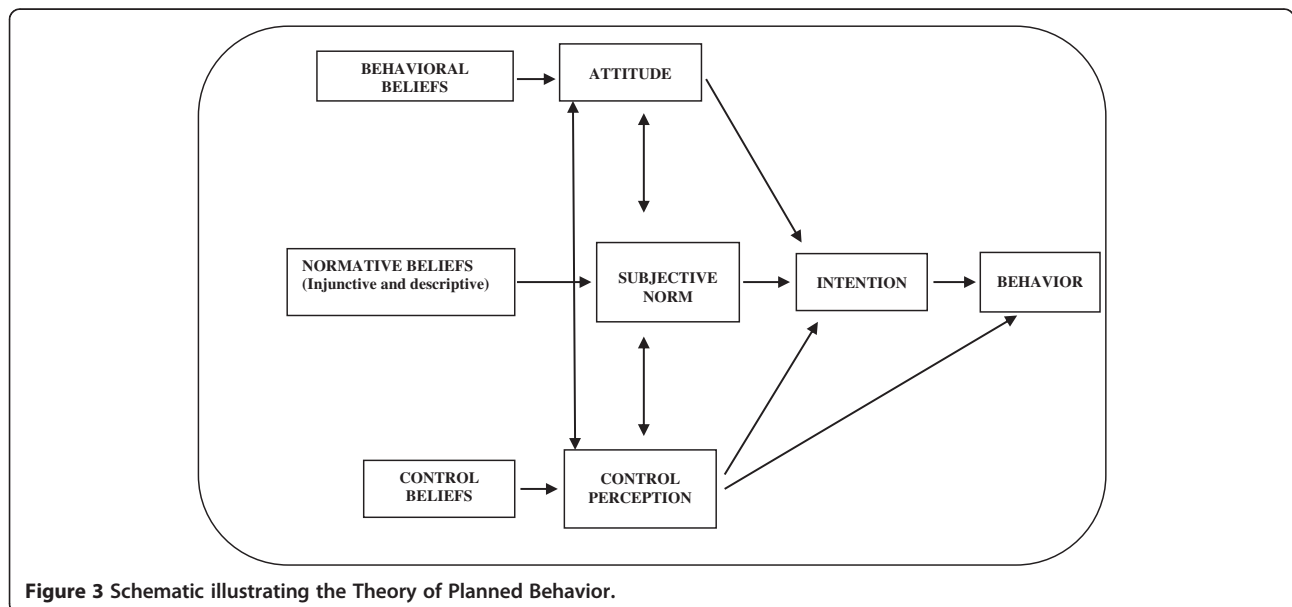 BEHAVIORAL
BELIEFS
ATTITUDE
NORMATIVE BELIEFS
(Injunctive and descriptive)
SUBJECTIVE
NORM
INTENTION
BEHAVIOR
CONTROL
BELIEFS
CONTROL
PERCEPTION
Figure 3 Schematic illustrating the Theory of Planned Behavior.